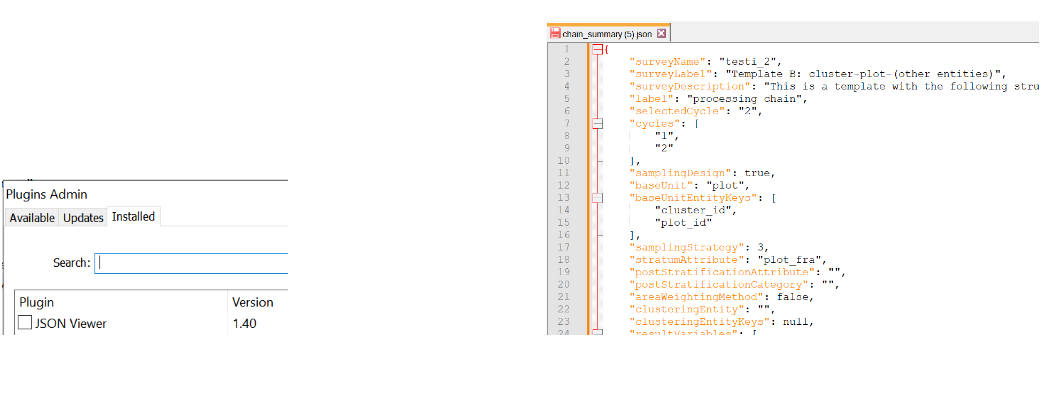 Plugins Admin
Available Updates Installed
Search:
Plugin Version
JSON Viewer 1.40
chain_summary (5) json
1 {
2 "surveyName": "testi_2",
3 "surveyLabel": "Template B: cluster-plot-(other entities)",
4 "surveyDescription": "This is a template with the following stru
5 "label": "processing chain",
6 "selectedCycle": "2",
7 "cycles": [
8 "1",
9 "2"
10 ],
11 "samplingDesign": true,
12 "baseUnit": "plot",
13 "baseUnitEntityKeys": [
14 "cluster_id",
15 "plot_id"
16 ],
17 "samplingStrategy": 3,
18 "stratumAttribute": "plot_fra",
19 "postStratificationAttribute": "",
20 "postStratificationCategory": "",
21 "areaWeightingMethod": false,
22 "clusteringEntity": "",
23 "clusteringEntityKeys": null,
24 "resultVariables": [